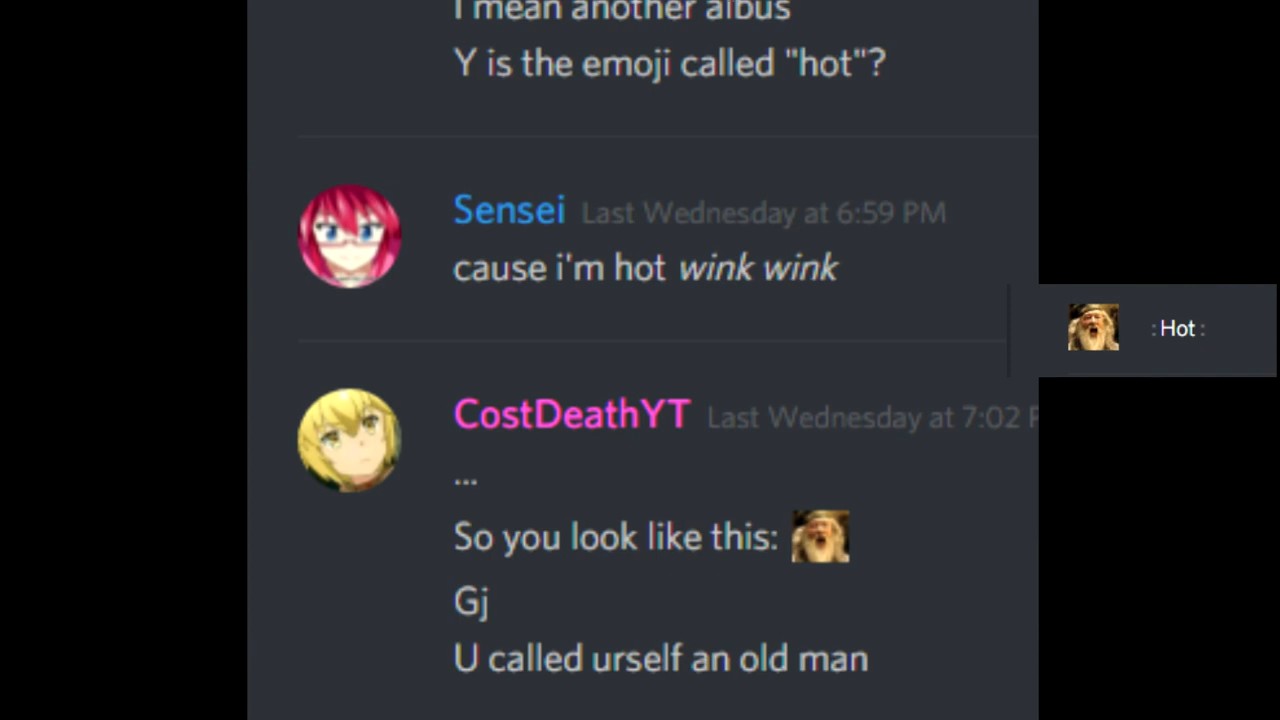 I mean another albus
Y is the emoji called "hot"?
Sensei Last Wednesday at 6:59 PM
cause i'm hot wink wink
:Hot:
CostDeathYT Last Wednesday at 7:02 P
...
So you look like this:
Gj
U called urself an old man